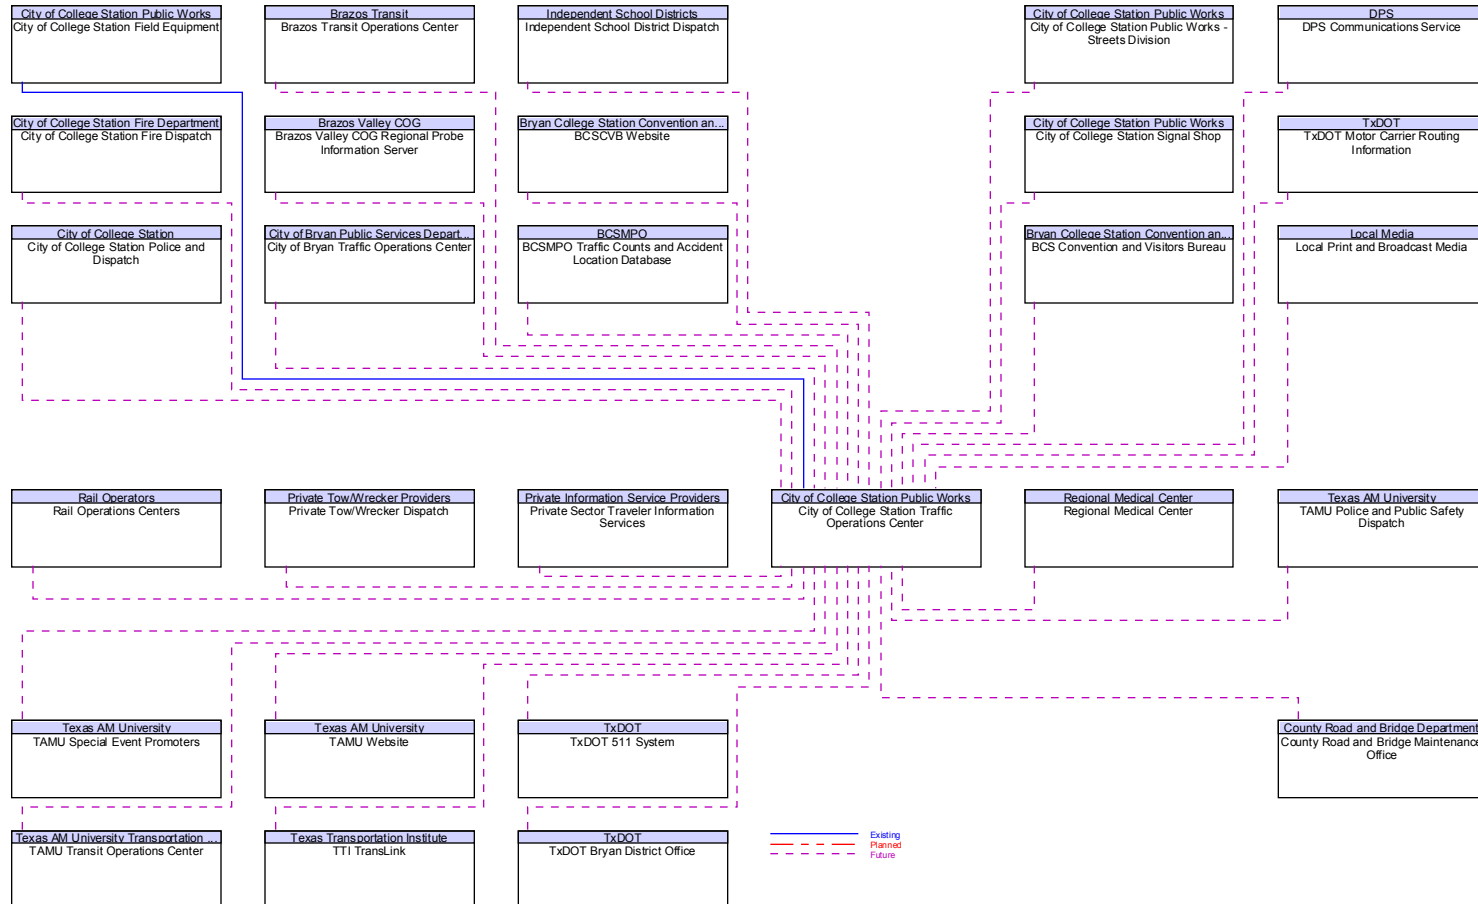 City of College Station Public Works
City of College Station Field Equipment
Brazos Transit
Brazos Transit Operations Center
Independent School Districts
Independent School District Dispatch
City of College Station Public Works
City of College Station Public Works -
Streets Division
DPS
DPS Communications Service
City of College Station Fire Department
City of College Station Fire Dispatch
Brazos Valley COG
Brazos Valley COG Regional Probe
Information Server
Bryan College Station Convention an...
BCSCVB Website
City of College Station Public Works
City of College Station Signal Shop
TxDOT
TxDOT Motor Carrier Routing
Information
City of College Station
City of College Station Police and
Dispatch
City of Bryan Public Services Depart...
City of Bryan Traffic Operations Center
BCSMPO
BCSMPO Traffic Counts and Accident
Location Database
Bryan College Station Convention an...
BCS Convention and Visitors Bureau
Local Media
Local Print and Broadcast Media
Rail Operators
Rail Operations Centers
Private Tow/Wrecker Providers
Private Tow/Wrecker Dispatch
Private Information Service Providers
Private Sector Traveler Information
Services
City of College Station Public Works
City of College Station Traffic
Operations Center
Regional Medical Center
Regional Medical Center
Texas AM University
TAMU Police and Public Safety
Dispatch
Texas AM University
TAMU Special Event Promoters
Texas AM University
TAMU Website
TxDOT
TxDOT 511 System
County Road and Bridge Department
County Road and Bridge Maintenance
Office
Texas AM University Transportation ...
TAMU Transit Operations Center
Texas Transportation Institute
TTI TransLink
TxDOT
TxDOT Bryan District Office
Existing
Planned
Future